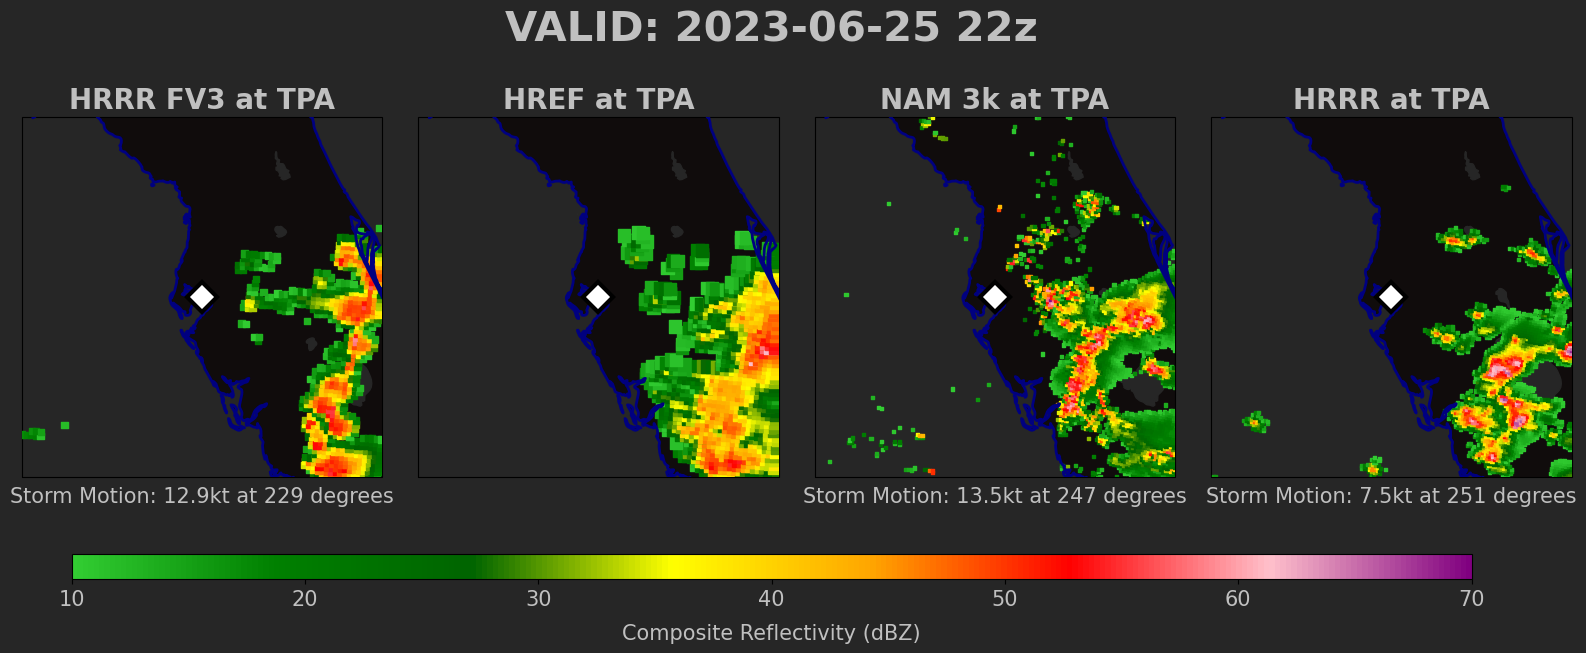 VALID: 2023-06-25 22z
HRRR FV3 at TPA
HREF at TPA
NAM 3k at TPA
HRRR at TPA
Storm Motion: 12.9kt at 229 degrees
Storm Motion: 13.5kt at 247 degrees
Storm Motion: 7.5kt at 251 degrees
10 20 30 40 50 60 70
Composite Reflectivity (dBZ)